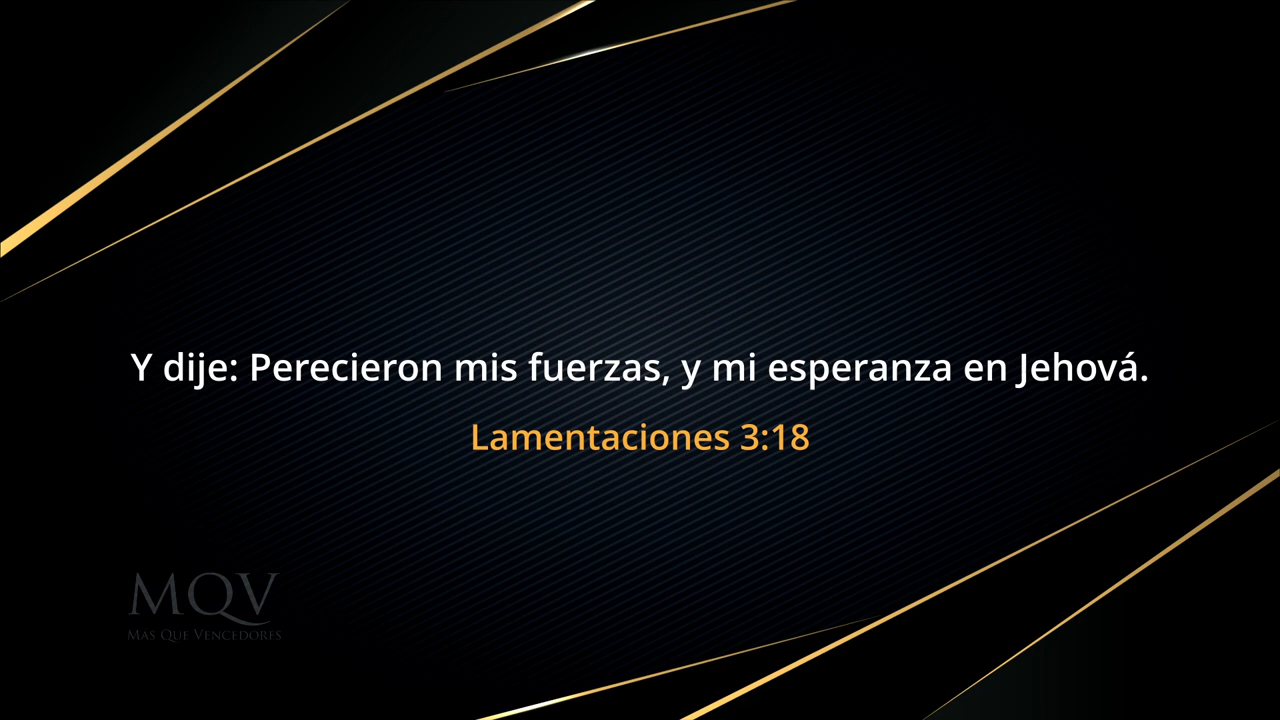 Y dije: Perecieron mis fuerzas, y mi esperanza en Jehová.
Lamentaciones 3:18
MQV
Mas Que Vencedores